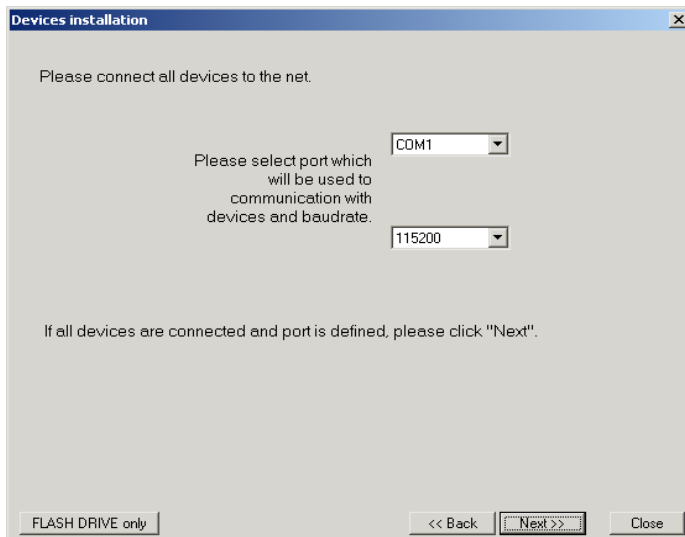 Devices installation
Please connect all devices to the net.
COM1
Please select port which
will be used to
communication with
devices and baudrate.
115200
If all devices are connected and port is defined, please click "Next".
FLASH DRIVE only
<< Back
Next >>
Close